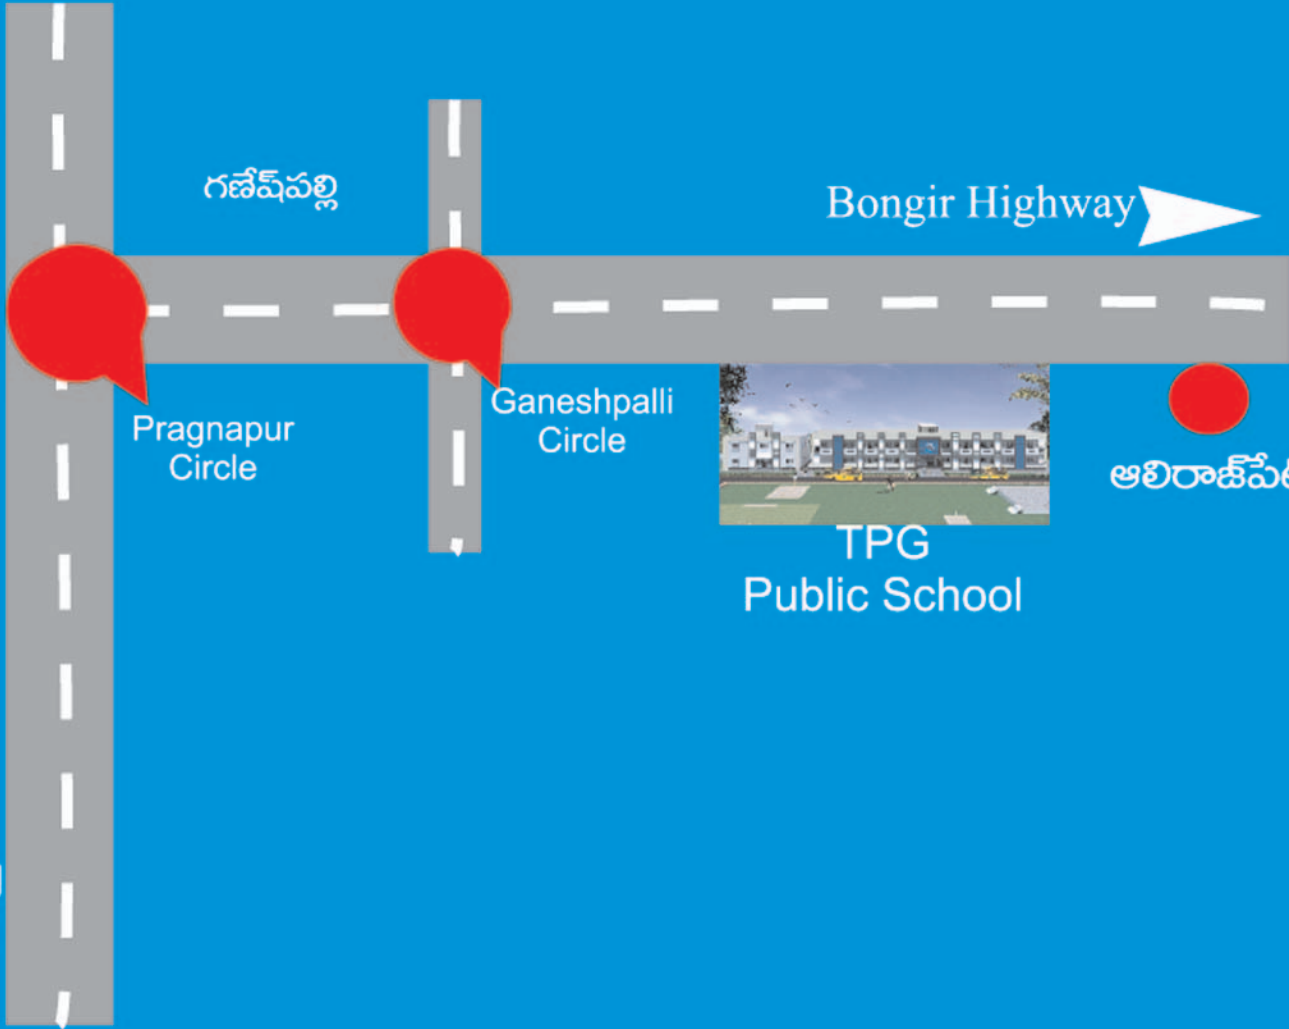 గణేష్‌పల్లి
Bongir Highway
Pragnapur
Circle
Ganeshpalli
Circle
TPG
Public School